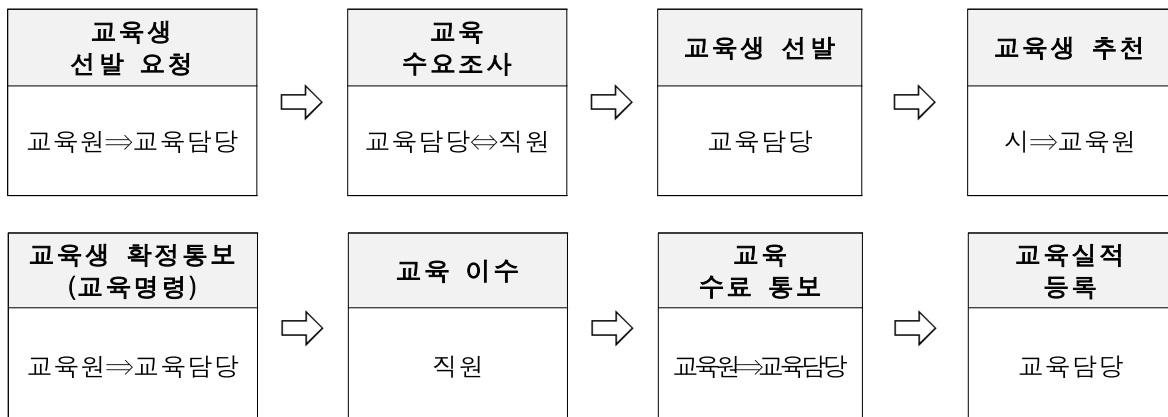 교육생
선발 요청
교육원⇒교육담당
교육
수요조사
교육담당⇔직원
교육생 선발
교육담당
교육생 추천
시⇒교육원
교육생 확정통보
(교육명령)
교육원⇒교육담당
교육 이수
직원
교육
수료 통보
교육원⇒교육담당
교육실적
등록
교육담당